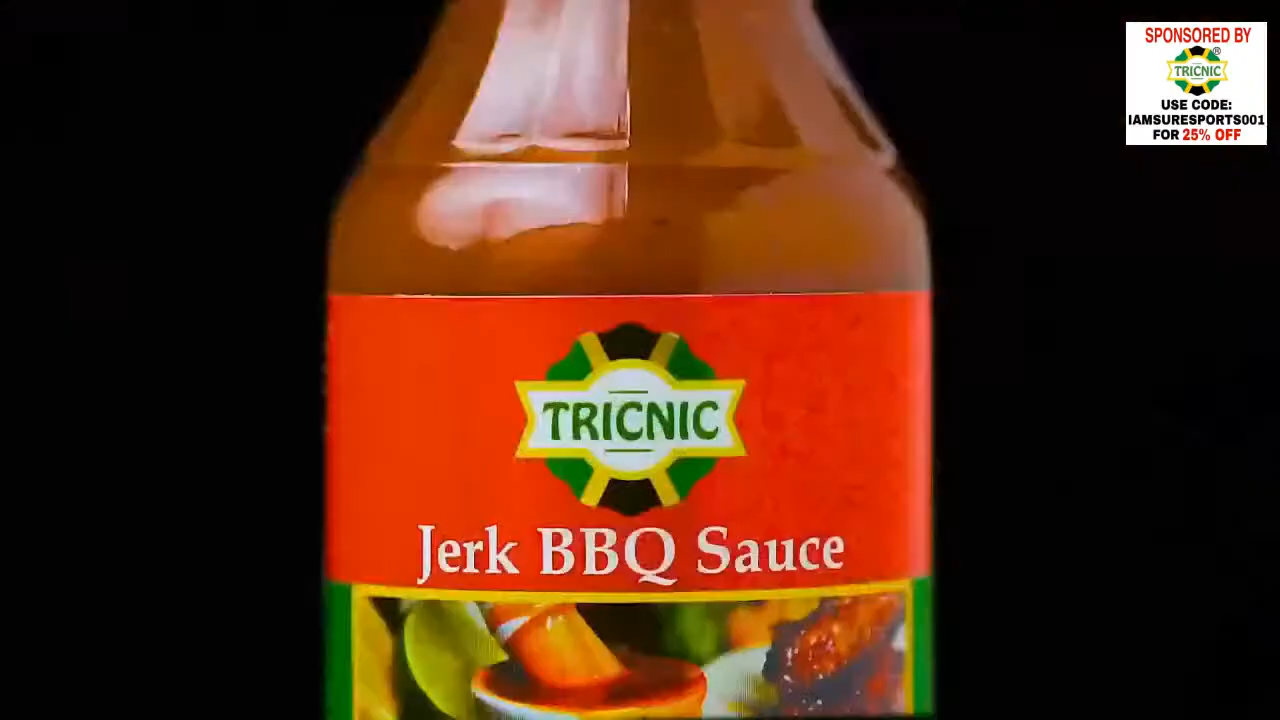 SPONSORED BY
TRICNIC®
USE CODE:
IAMSURESPORTS001
FOR 25% OFF
TRICNIC
Jerk BBQ Sauce